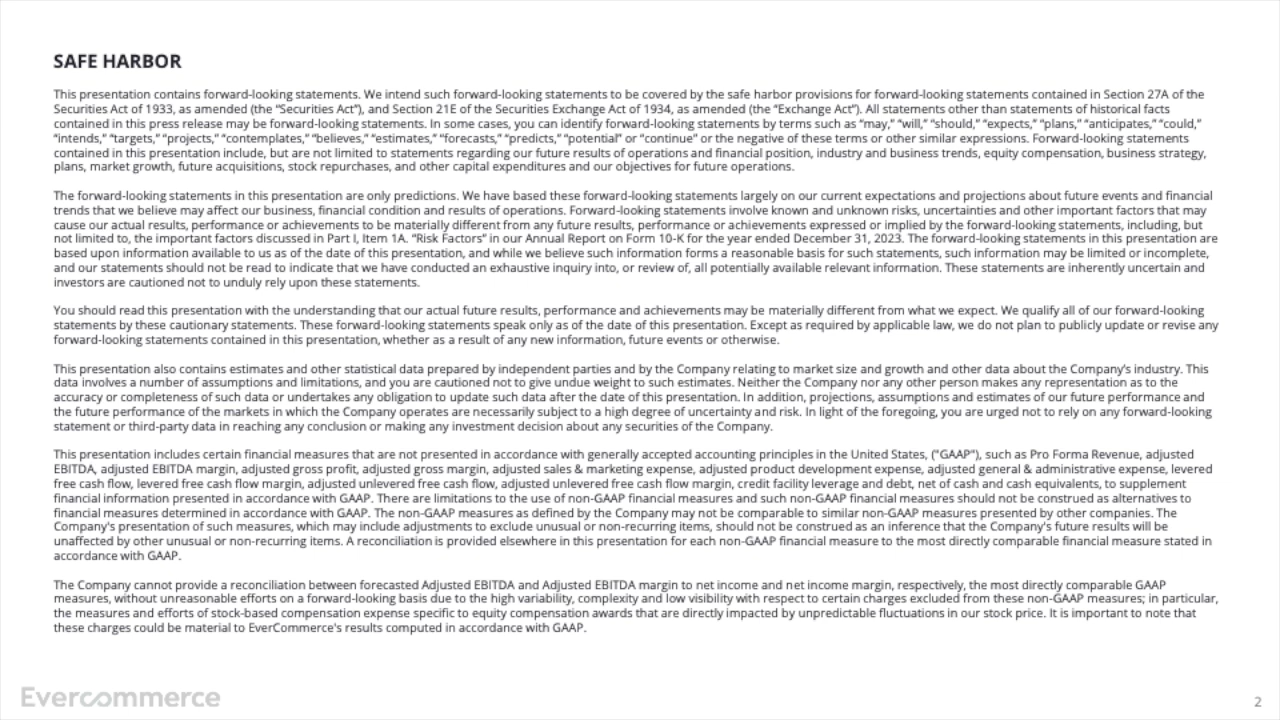 SAFE HARBOR
This presentation contains forward-looking statements. We intend such forward-looking statements to be covered by the safe harbor provisions for forward-looking statements contained in Section 27A of the
Securities Act of 1933, as amended (the “Securities Act”), and Section 21E of the Securities Exchange Act of 1934, as amended (the “Exchange Act”). All statements other than statements of historical facts
contained in this press release may be forward-looking statements. In some cases, you can identify forward-looking statements by terms such as “may,” “will,” “should,” “expects,” “plans,” “anticipates,” “could,”
“intends,” “targets,” “projects,” “contemplates,” “believes,” “estimates,” “forecasts,” “predicts,” “potential” or “continue” or the negative of these terms or other similar expressions. Forward-looking statements
contained in this presentation include, but are not limited to statements regarding our future results of operations and financial position, industry and business trends, equity compensation, business strategy,
plans, market growth, future acquisitions, stock repurchases, and other capital expenditures and our objectives for future operations.
The forward-looking statements in this presentation are only predictions. We have based these forward-looking statements largely on our current expectations and projections about future events and financial
trends that we believe may affect our business, financial condition and results of operations. Forward-looking statements involve known and unknown risks, uncertainties and other important factors that may
cause our actual results, performance or achievements to be materially different from any future results, performance or achievements expressed or implied by the forward-looking statements, including, but
not limited to, the important factors discussed in Part I, Item 1A. “Risk Factors” in our Annual Report on Form 10-K for the year ended December 31, 2023. The forward-looking statements in this presentation are
based upon information available to us as of the date of this presentation, and while we believe such information forms a reasonable basis for such statements, such information may be limited or incomplete,
and our statements should not be read to indicate that we have conducted an exhaustive inquiry into, or review of, all potentially available relevant information. These statements are inherently uncertain and
investors are cautioned not to unduly rely upon these statements.
You should read this presentation with the understanding that our actual future results, performance and achievements may be materially different from what we expect. We qualify all of our forward-looking
statements by these cautionary statements. These forward-looking statements speak only as of the date of this presentation. Except as required by applicable law, we do not plan to publicly update or revise any
forward-looking statements contained in this presentation, whether as a result of any new information, future events or otherwise.
This presentation also contains estimates and other statistical data prepared by independent parties and by the Company relating to market size and growth and other data about the Company’s industry. This
data involves a number of assumptions and limitations, and you are cautioned not to give undue weight to such estimates. Neither the Company nor any other person makes any representation as to the
accuracy or completeness of such data or undertakes any obligation to update such data after the date of this presentation. In addition, projections, assumptions and estimates of our future performance and
the future performance of the markets in which the Company operates are necessarily subject to a high degree of uncertainty and risk. In light of the foregoing, you are urged not to rely on any forward-looking
statement or third-party data in reaching any conclusion or making any investment decision about any securities of the Company.
This presentation includes certain financial measures that are not presented in accordance with generally accepted accounting principles in the United States, ("GAAP"), such as Pro Forma Revenue, adjusted
EBITDA, adjusted EBITDA margin, adjusted gross profit, adjusted gross margin, adjusted sales & marketing expense, adjusted product development expense, adjusted general & administrative expense, levered
free cash flow, levered free cash flow margin, adjusted unlevered free cash flow, adjusted unlevered free cash flow margin, credit facility leverage and debt, net of cash and cash equivalents, to supplement
financial information presented in accordance with GAAP. There are limitations to the use of non-GAAP financial measures and such non-GAAP financial measures should not be construed as alternatives to
financial measures determined in accordance with GAAP. The non-GAAP measures as defined by the Company may not be comparable to similar non-GAAP measures presented by other companies. The
Company's presentation of such measures, which may include adjustments to exclude unusual or non-recurring items, should not be construed as an inference that the Company's future results will be
unaffected by other unusual or non-recurring items. A reconciliation is provided elsewhere in this presentation for each non-GAAP financial measure to the most directly comparable financial measure stated in
accordance with GAAP.
The Company cannot provide a reconciliation between forecasted Adjusted EBITDA and Adjusted EBITDA margin to net income and net income margin, respectively, the most directly comparable GAAP
measures, without unreasonable efforts on a forward-looking basis due to the high variability, complexity and low visibility with respect to certain charges excluded from these non-GAAP measures; in particular,
the measures and efforts of stock-based compensation expense specific to equity compensation awards that are directly impacted by unpredictable fluctuations in our stock price. It is important to note that
these charges could be material to EverCommerce's results computed in accordance with GAAP.
Evercommerce
2